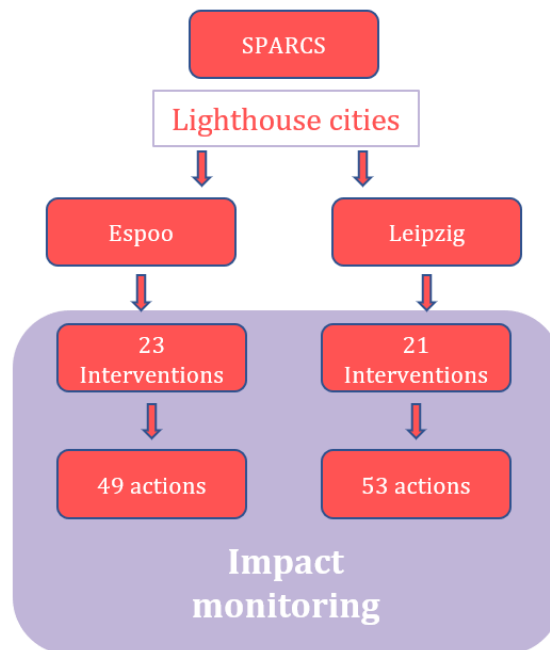 SPARCS
Lighthouse cities
Espoo
Leipzig
23
Interventions
21
Interventions
49 actions
53 actions
Impact
monitoring